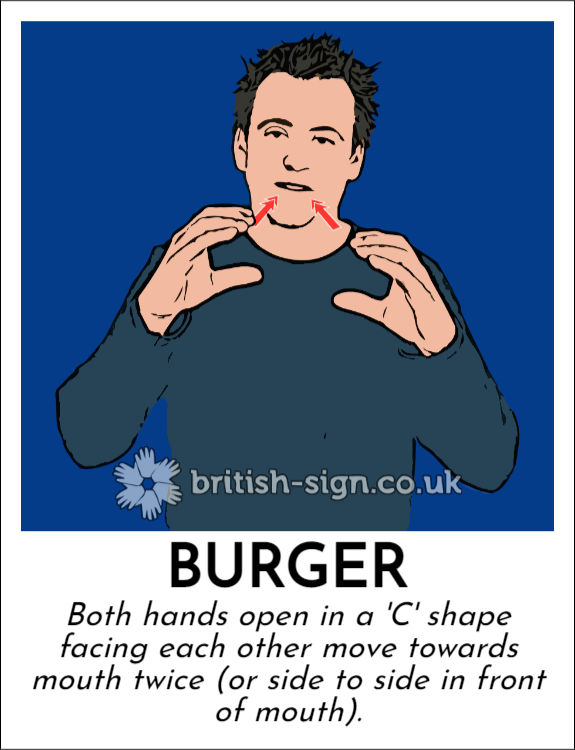 british-sign.co.uk
BURGER
Both hands open in a 'C' shape
facing each other move towards
mouth twice (or side to side in front
of mouth).